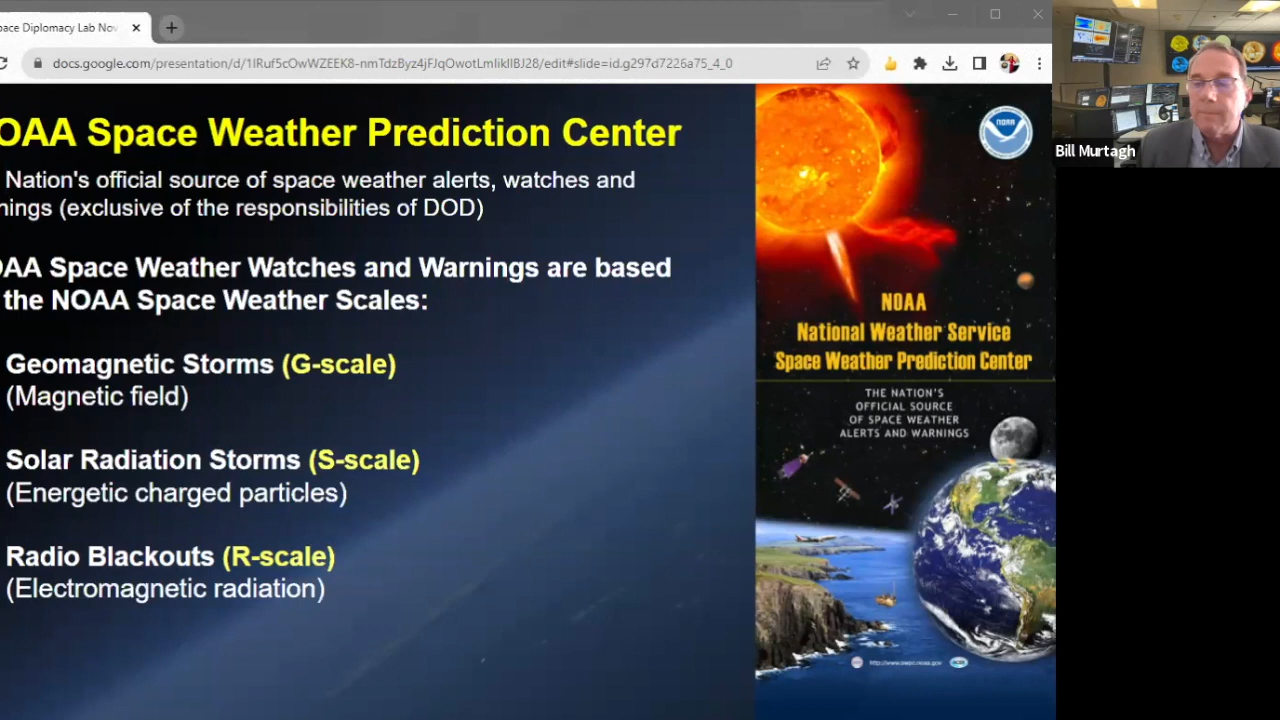 pace Diplomacy Lab Nov
docs.google.com/presentation/d/1IRuf5cOwWZEEK8-nmTdzByz4jFJqOwotLmlikIIBJ28/edit#slide=id.g297d7226a75_4_0
OAA Space Weather Prediction Center
Nation's official source of space weather alerts, watches and
nings (exclusive of the responsibilities of DOD)
OAA Space Weather Watches and Warnings are based
the NOAA Space Weather Scales:
Geomagnetic Storms (G-scale)
(Magnetic field)
Solar Radiation Storms (S-scale)
(Energetic charged particles)
Radio Blackouts (R-scale)
(Electromagnetic radiation)
NOAA
NOAA
National Weather Service
Space Weather Prediction Center
THE NATION'S
OFFICIAL SOURCE
OF SPACE WEATHER
ALERTS AND WARNINGS
Bill Murtagh